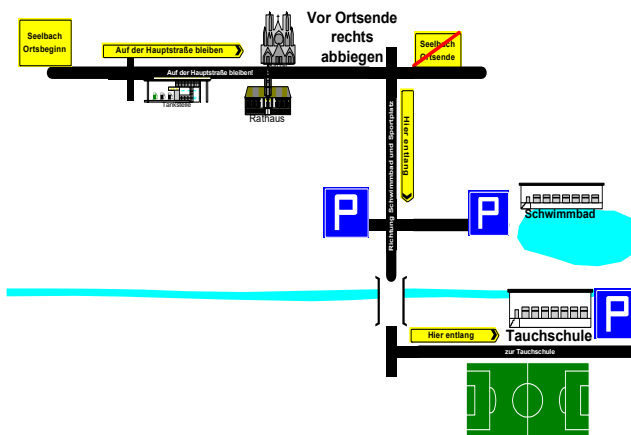 Vor Ortsende
rechts
abbiegen
Seelbach
Ortsbeginn
Auf der Hauptstraße bleiben
Seelbach
Ortsende
Auf der Hauptstraße bleiben!
Tankstelle
Rathaus
Hier entlang
Richtung Schwimmbad und Sportplatz
P
P
Schwimmbad
P
Hier entlang
Tauchschule
zur Tauchschule